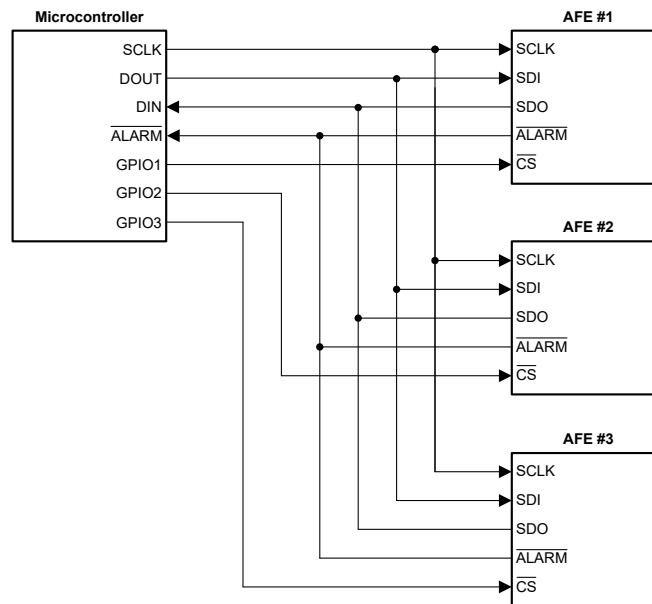 Microcontroller
SCLK
DOUT
DIN
ALARM
GPIO1
GPIO2
GPIO3
AFE #1
SCLK
SDI
SDO
ALARM
CS
AFE #2
SCLK
SDI
SDO
ALARM
CS
AFE #3
SCLK
SDI
SDO
ALARM
CS